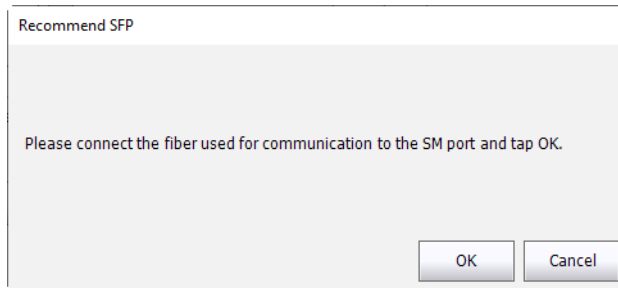 Recommend SFP
Please connect the fiber used for communication to the SM port and tap OK.
OK
Cancel